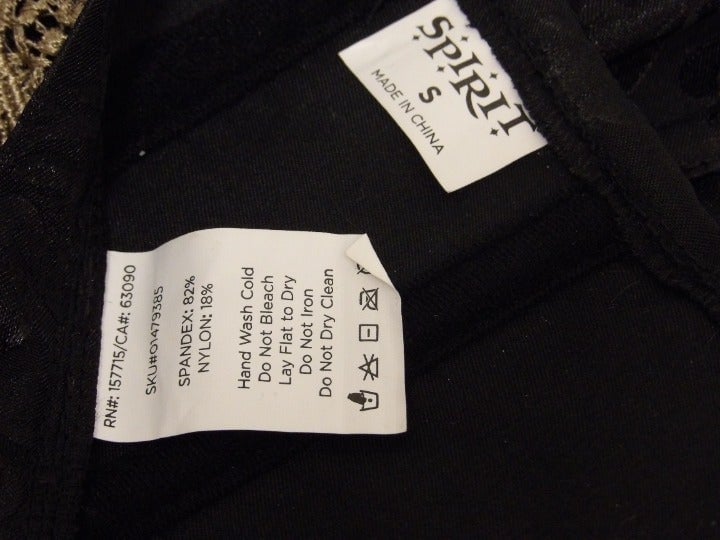 SPIRIT
S
MADE IN CHINA
RN#: 157715/CA#: 63090
SKU#01479385
SPANDEX: 82%
NYLON: 18%
Hand Wash Cold
Do Not Bleach
Lay Flat to Dry
Do Not Iron
Do Not Dry Clean